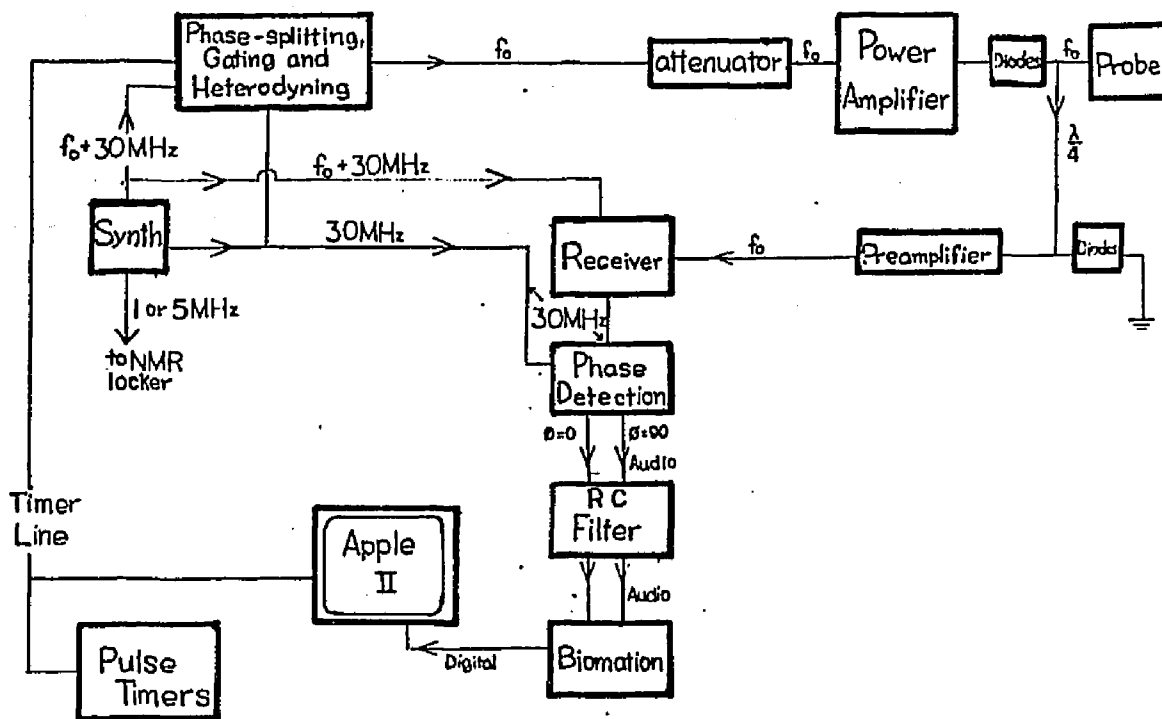 Phase-splitting,
Gating and
Heterodyning
f₀
attenuator
f₀
Power
Amplifier
Diodes
f₀
Probe
f₀+30MHz
f₀+30MHz
λ/4
Synth
30MHz
Receiver
f₀
Preamplifier
Diodes
1 or 5MHz
30MHz
to NMR
locker
Phase
Detection
Ø=0
Ø=90
Audio
Timer
Line
RC
Filter
Apple
II
Audio
Pulse
Timers
Digital
Biomation